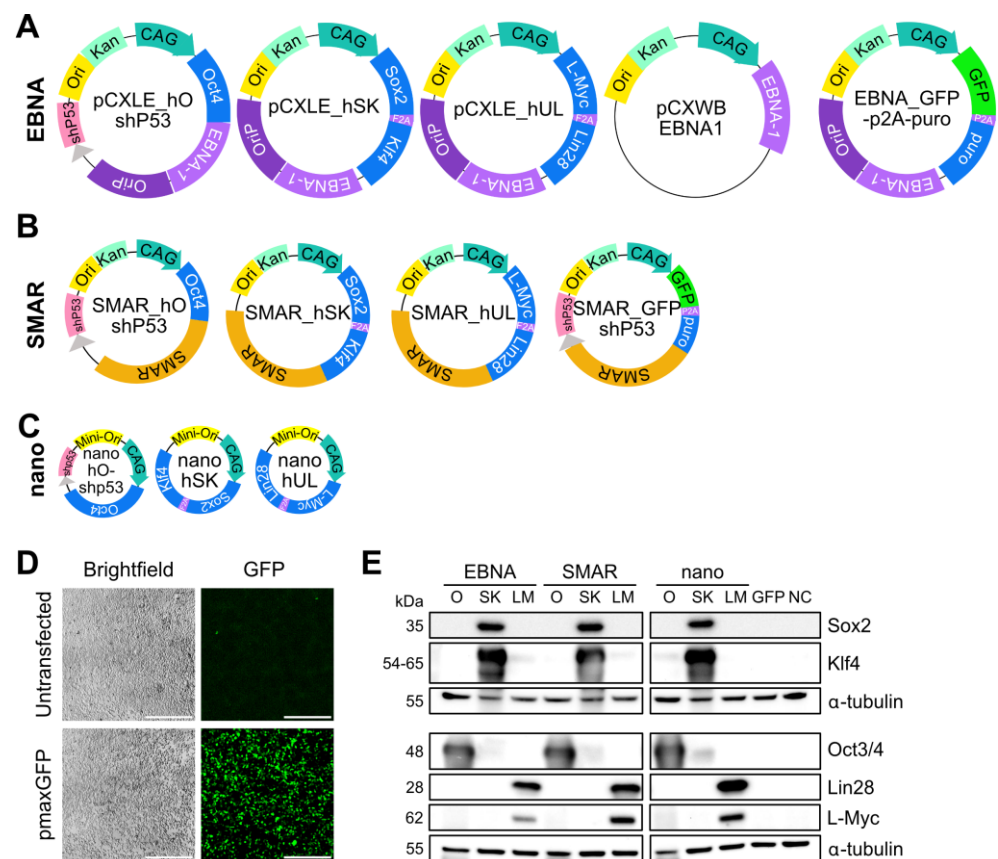 A
EBNA
Kan
CAG
Ori
Oct4
shP53
pCXLE_hO
shP53
OriP
EBNA-1
Kan
CAG
Ori
Sox2
F2A
Klf4
pCXLE_hSK
OriP
EBNA-1
Kan
CAG
Ori
L-Myc
F2A
Lin28
pCXLE_hUL
OriP
EBNA-1
Kan
CAG
Ori
EBNA-1
pCXWB
EBNA1
Kan
CAG
Ori
GFP
P2A
puro
EBNA_GFP
-p2A-puro
OriP
EBNA-1
B
SMAR
Kan
CAG
Ori
Oct4
shP53
SMAR_hO
shP53
SMAR
Kan
CAG
Ori
Sox2
F2A
Klf4
SMAR_hSK
SMAR
Kan
CAG
Ori
L-Myc
F2A
Lin28
SMAR_hUL
SMAR
Kan
CAG
Ori
GFP
P2A
puro
shP53
SMAR_GFP
shP53
SMAR
C
nano
Mini-Ori
shp53
CAG
nano
hO-
shp53
Oct4
Mini-Ori
Klf4
CAG
nano
hSK
F2A
Sox2
Mini-Ori
Lin28
CAG
nano
hUL
F2A
L-Myc
D
Brightfield GFP
Untransfected
pmaxGFP
E
EBNA SMAR nano
kDa O SK LM O SK LM O SK LM GFP NC
35 Sox2
54-65 Klf4
55 α-tubulin
48 Oct3/4
28 Lin28
62 L-Myc
55 α-tubulin